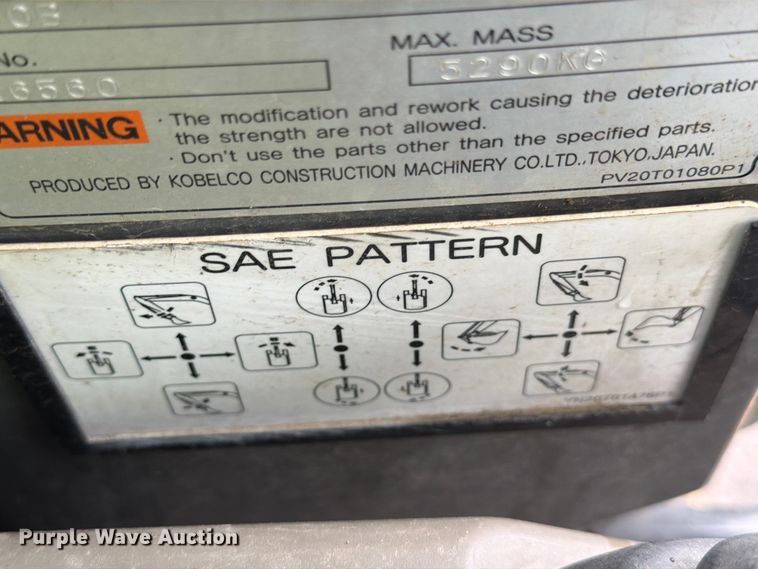 MAX. MASS
No.
6560
5290KG
ARNING
· The modification and rework causing the deterioration
the strength are not allowed.
· Don't use the parts other than the specified parts.
PRODUCED BY KOBELCO CONSTRUCTION MACHINERY CO.LTD.,TOKYO.JAPAN.
PV20T01080P1
SAE PATTERN
Purple Wave Auction